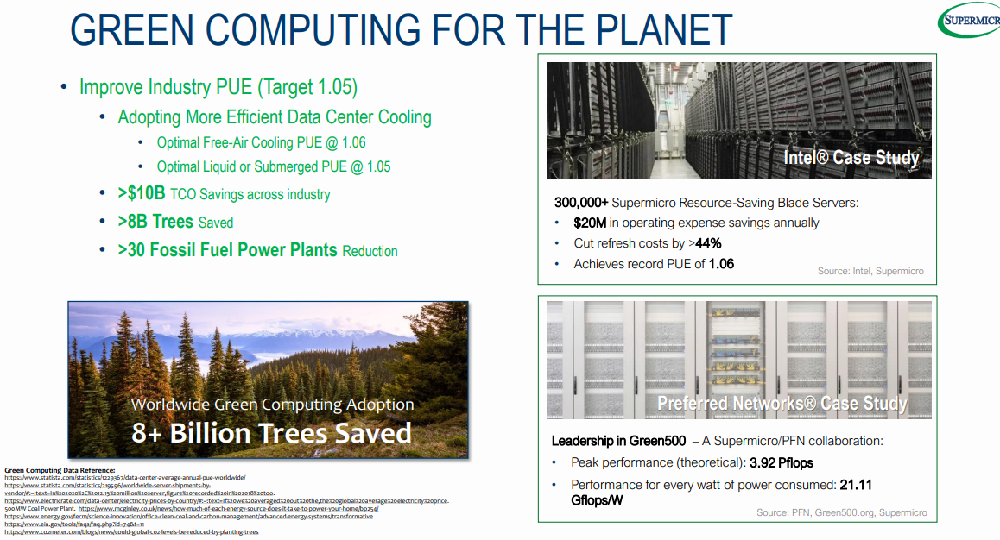 GREEN COMPUTING FOR THE PLANET
SUPERMICR
• Improve Industry PUE (Target 1.05)
• Adopting More Efficient Data Center Cooling
• Optimal Free-Air Cooling PUE @ 1.06
• Optimal Liquid or Submerged PUE @ 1.05
• >$10B TCO Savings across industry
• >8B Trees Saved
• >30 Fossil Fuel Power Plants Reduction
Worldwide Green Computing Adoption
8+ Billion Trees Saved
Green Computing Data Reference:
https://www.statista.com/statistics/1229367/data-center-average-annual-pue-worldwide/
https://www.statista.com/statistics/219596/worldwide-server-shipments-by-
vendor/#:~:text=In%202020%2C%2012.15%20million%20server,figure%20recorded%20in%202018%20too.
https://www.electricrate.com/data-center/electricity-prices-by-country/#:~:text=If%20we%20averaged%20out%20the,the%20global%20average%20electricity%20price.
500MW Coal Power Plant. https://www.mcginley.co.uk/news/how-much-of-each-energy-source-does-it-take-to-power-your-home/bp254/
https://www.energy.gov/fecm/science-innovation/office-clean-coal-and-carbon-management/advanced-energy-systems/transformative
https://www.eia.gov/tools/faqs/faq.php?id=74&t=11
https://www.co2meter.com/blogs/news/could-global-co2-levels-be-reduced-by-planting-trees
Intel® Case Study
300,000+ Supermicro Resource-Saving Blade Servers:
• $20M in operating expense savings annually
• Cut refresh costs by >44%
• Achieves record PUE of 1.06
Source: Intel, Supermicro
Preferred Networks® Case Study
Leadership in Green500 – A Supermicro/PFN collaboration:
• Peak performance (theoretical): 3.92 Pflops
• Performance for every watt of power consumed: 21.11
Gflops/W
Source: PFN, Green500.org, Supermicro